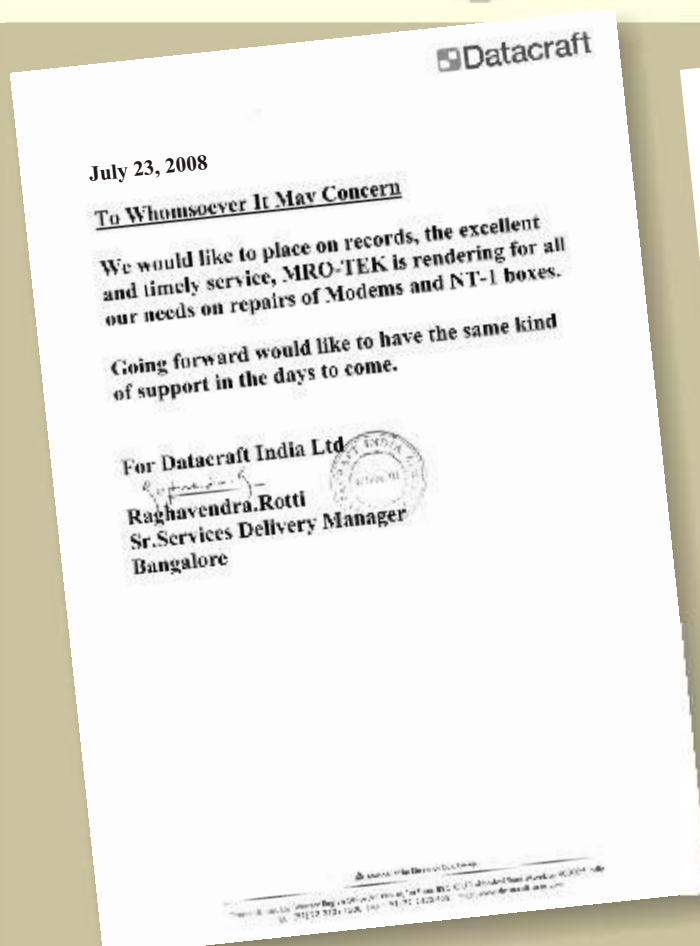 Datacraft
July 23, 2008
To Whomsoever It May Concern
We would like to place on records, the excellent
and timely service, MRO-TEK is rendering for all
our needs on repairs of Modems and NT-1 boxes.
Going forward would like to have the same kind
of support in the days to come.
For Datacraft India Ltd
Raghavendra.Rotti
Sr.Services Delivery Manager
Bangalore